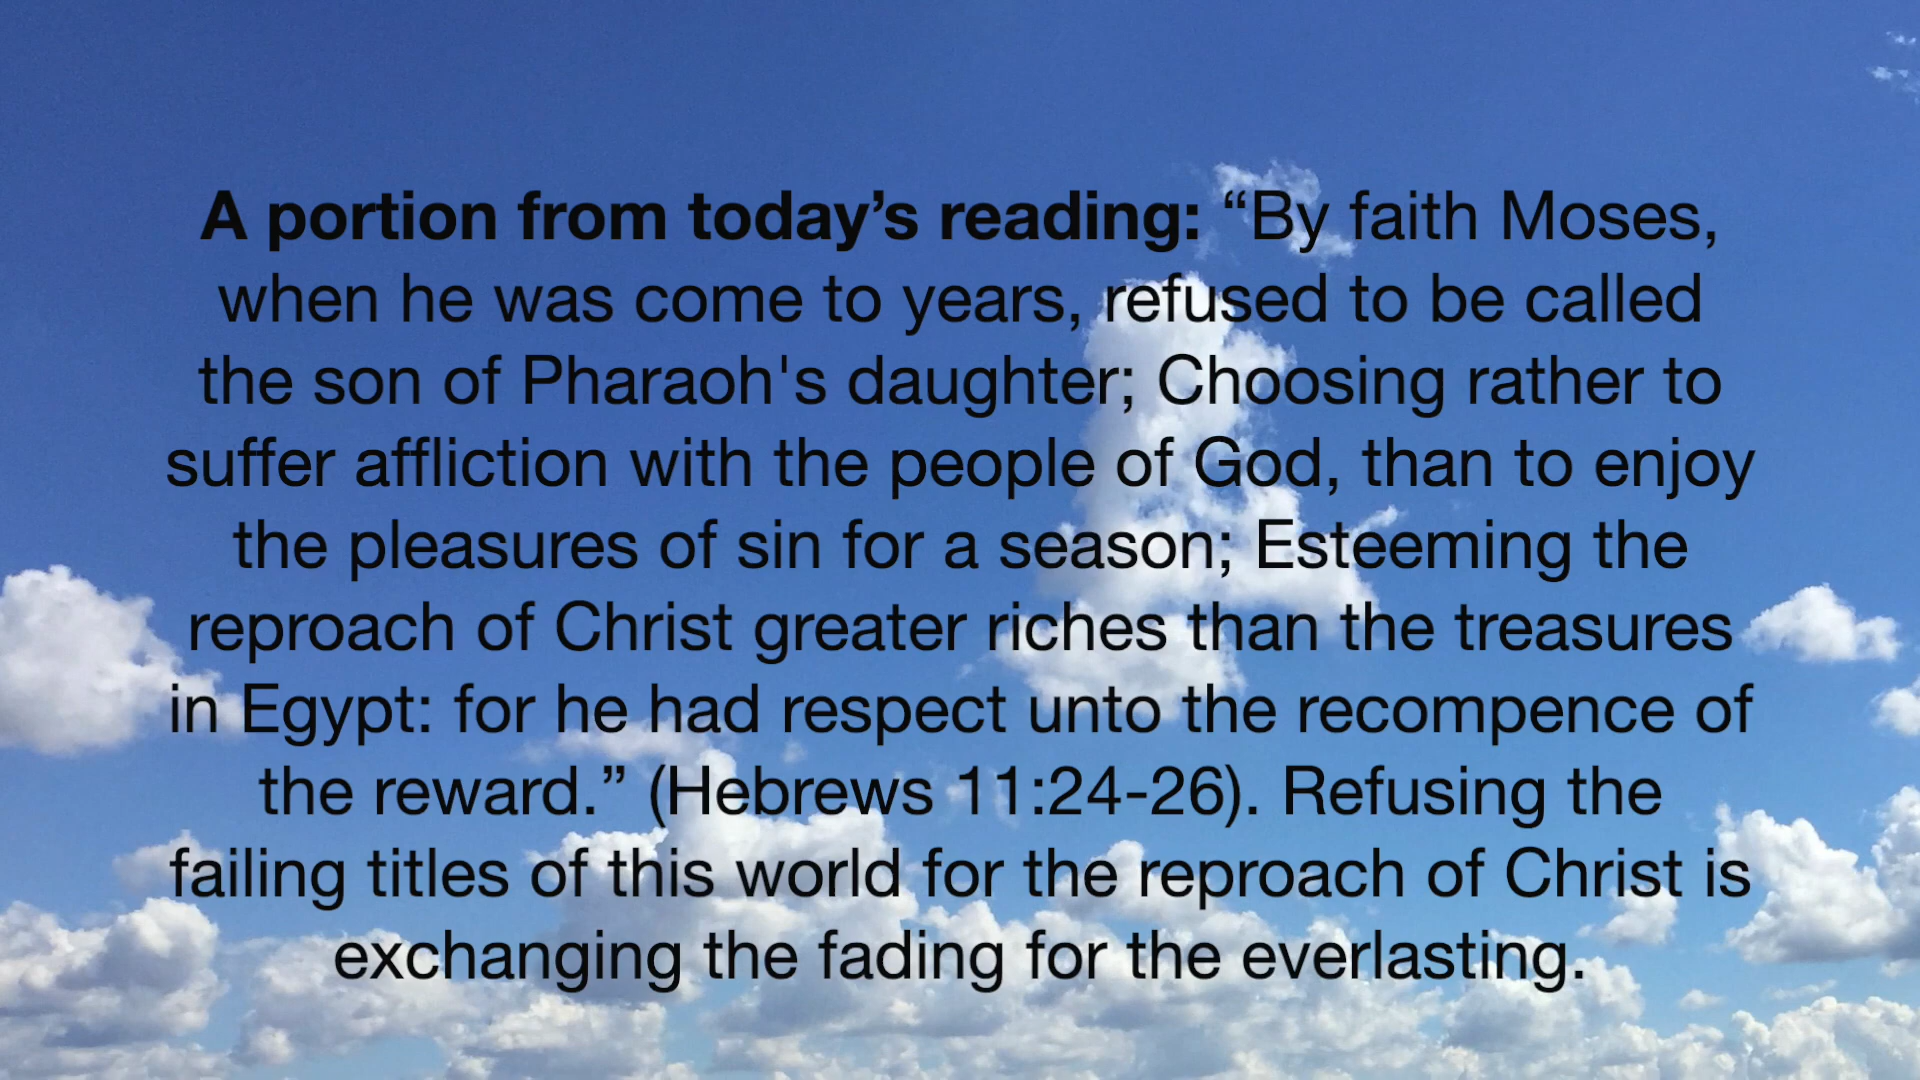 A portion from today’s reading: “By faith Moses,
when he was come to years, refused to be called
the son of Pharaoh's daughter; Choosing rather to
suffer affliction with the people of God, than to enjoy
the pleasures of sin for a season; Esteeming the
reproach of Christ greater riches than the treasures
in Egypt: for he had respect unto the recompence of
the reward.” (Hebrews 11:24-26). Refusing the
failing titles of this world for the reproach of Christ is
exchanging the fading for the everlasting.